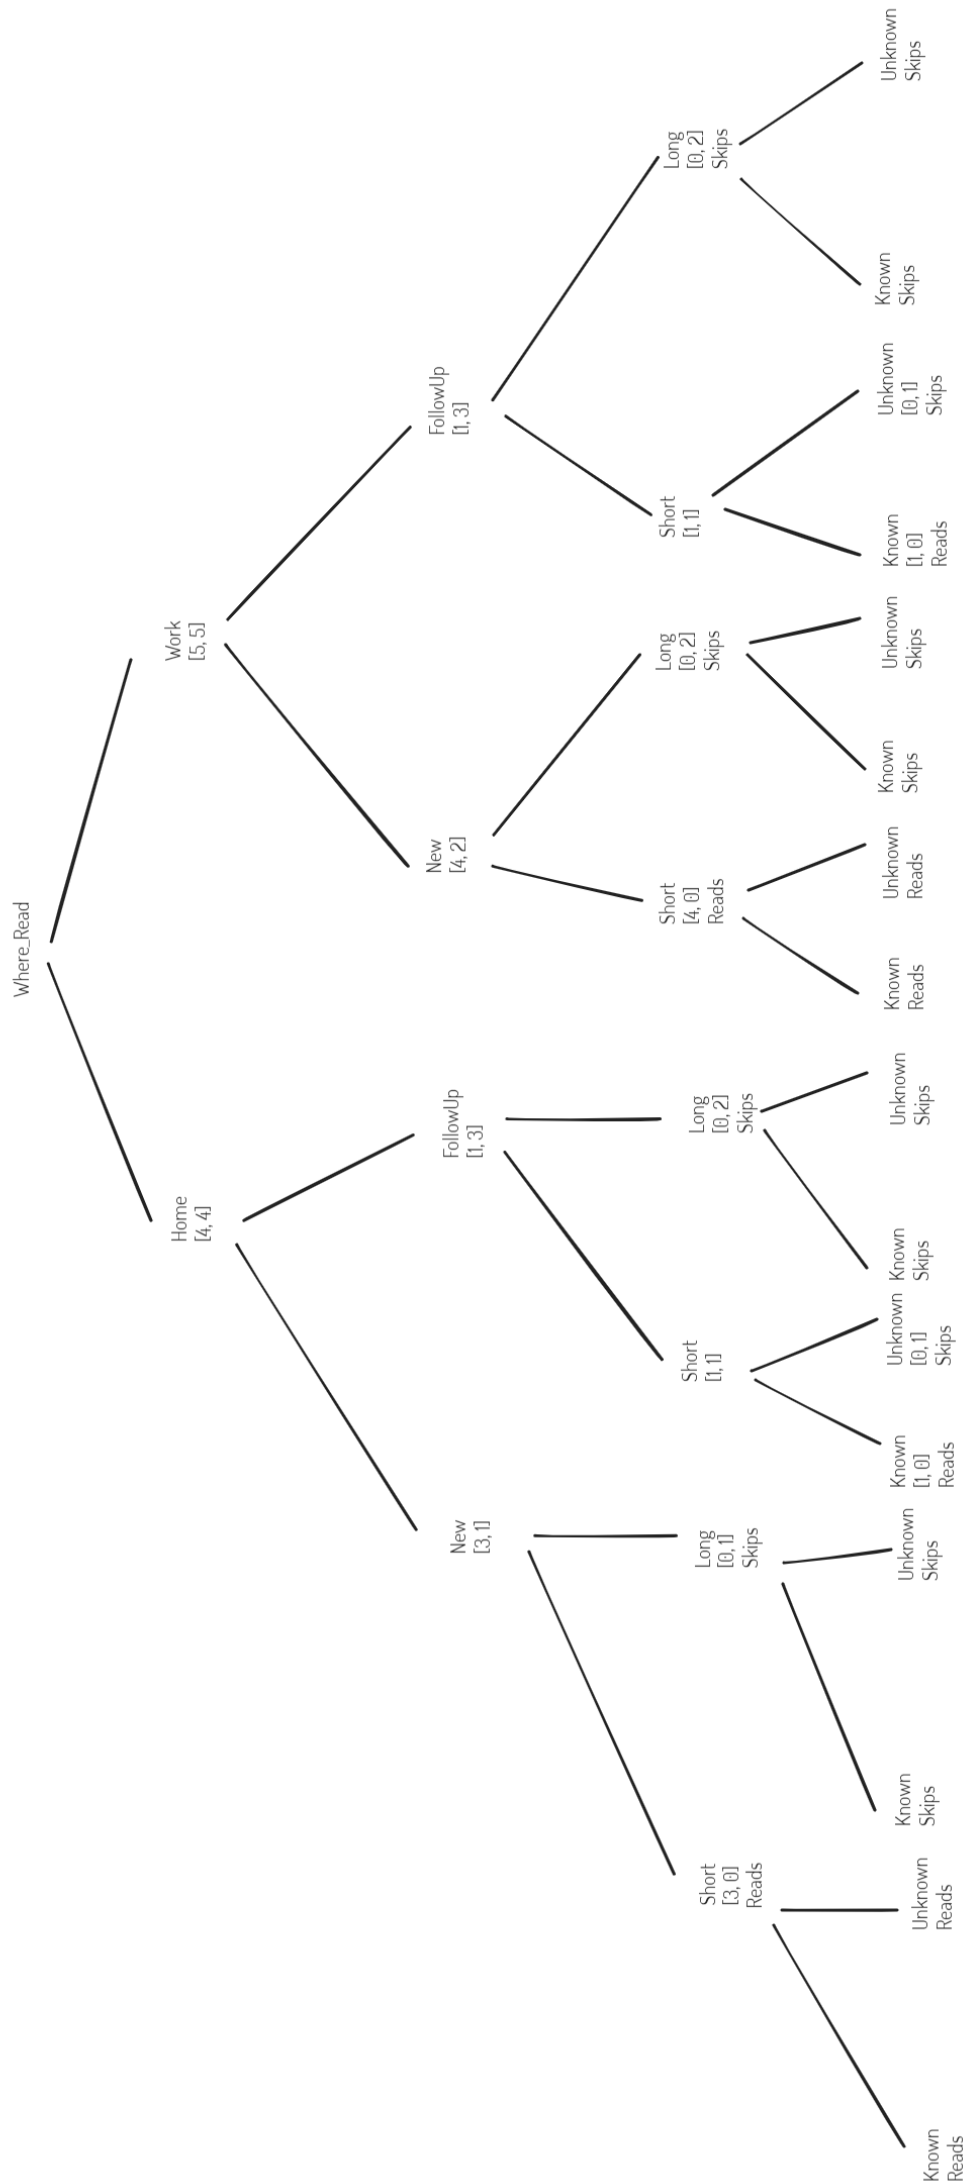 Where_Read
Home
[4, 4]
Work
[5, 5]
New
[3, 1]
FollowUp
[1, 3]
New
[4, 2]
FollowUp
[1, 3]
Short
[3, 0]
Reads
Long
[0, 1]
Skips
Short
[1, 1]
Long
[0, 2]
Skips
Short
[4, 0]
Reads
Long
[0, 2]
Skips
Short
[1, 1]
Long
[0, 2]
Skips
Known
Reads
Unknown
Reads
Known
Skips
Unknown
Skips
Known
[1, 0]
Reads
Unknown
[0, 1]
Skips
Known
Skips
Unknown
Skips
Known
Reads
Unknown
Reads
Known
Skips
Unknown
Skips
Known
[1, 0]
Reads
Unknown
[0, 1]
Skips
Known
Skips
Unknown
Skips